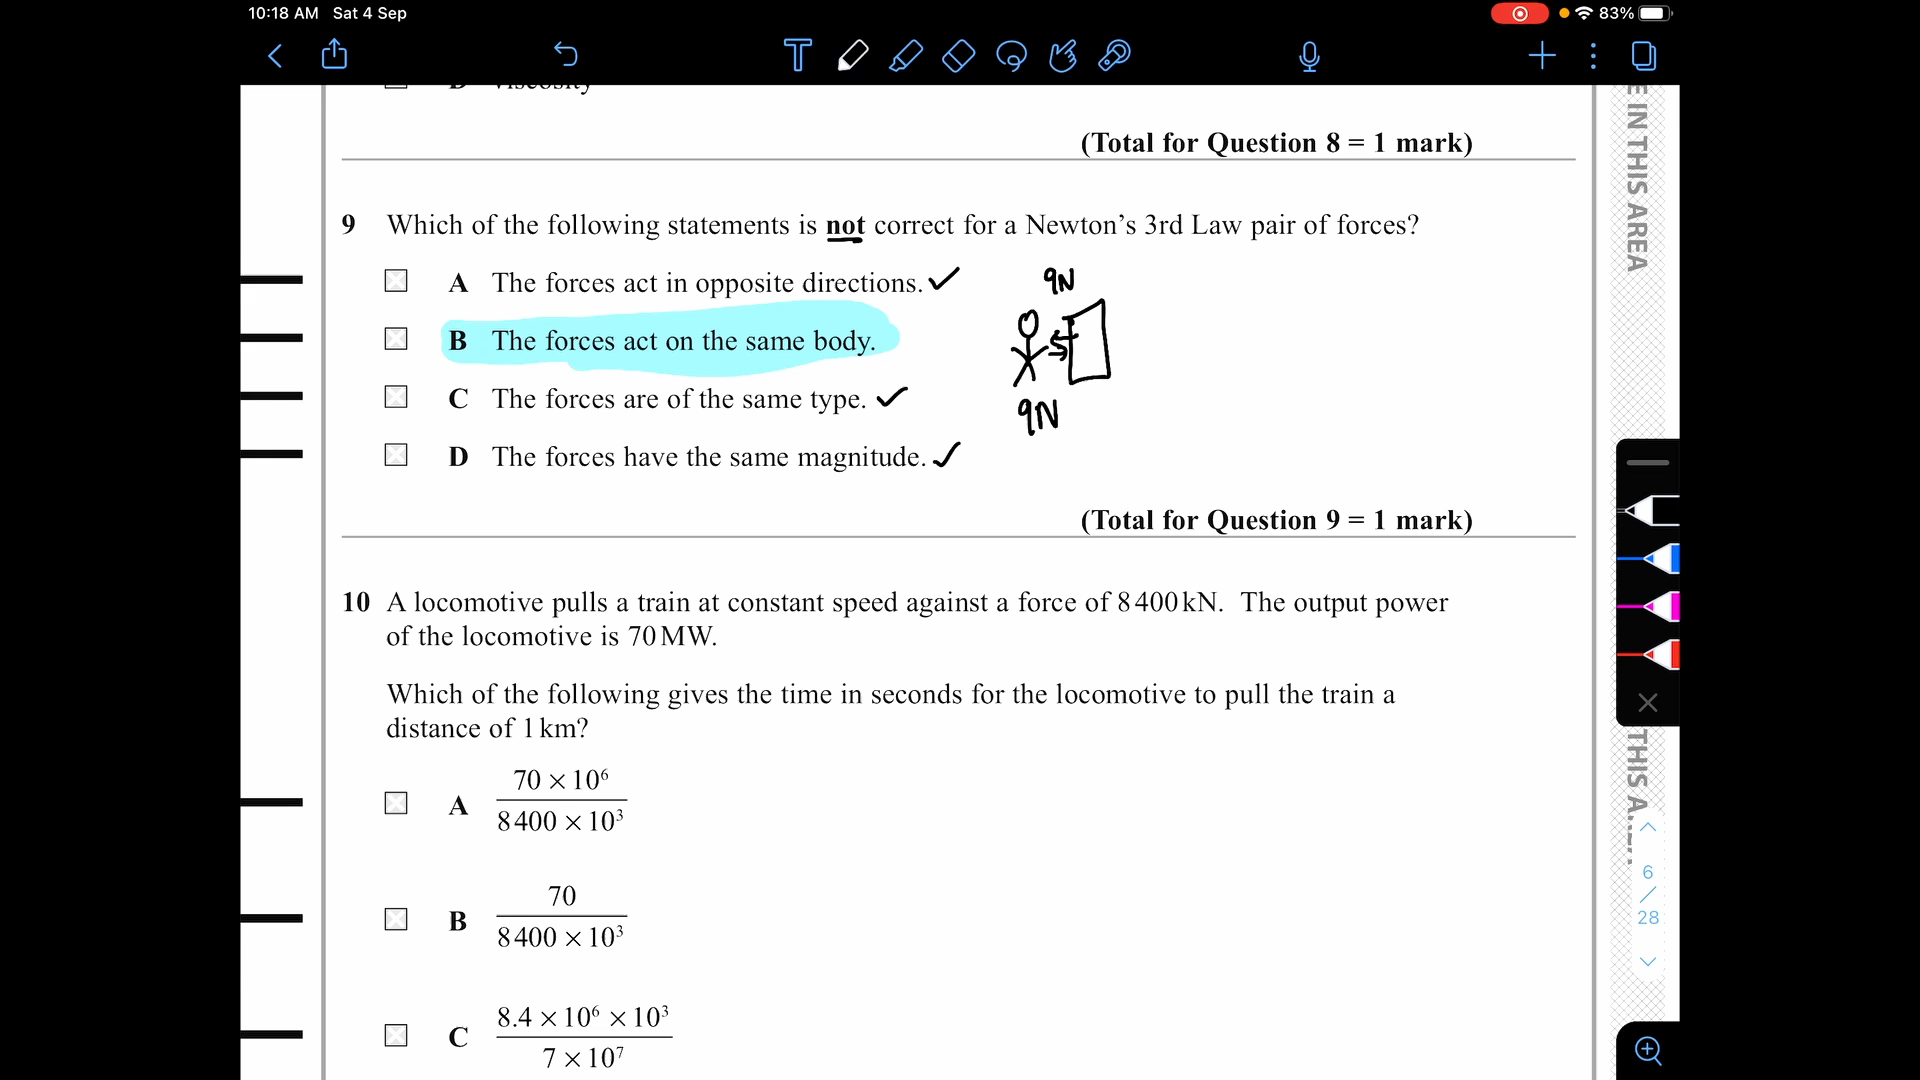 10:18 AM Sat 4 Sep
83%
D viscosity
(Total for Question 8 = 1 mark)
9 Which of the following statements is not correct for a Newton’s 3rd Law pair of forces?
A The forces act in opposite directions. ✓
9N
B The forces act on the same body.
C The forces are of the same type. ✓
9N
D The forces have the same magnitude. ✓
(Total for Question 9 = 1 mark)
10 A locomotive pulls a train at constant speed against a force of 8400 kN. The output power
of the locomotive is 70 MW.
Which of the following gives the time in seconds for the locomotive to pull the train a
distance of 1 km?
A 70 × 10⁶
8400 × 10³
B 70
8400 × 10³
C 8.4 × 10⁶ × 10³
7 × 10⁷
E IN THIS AREA
THIS AREA
6
/
28